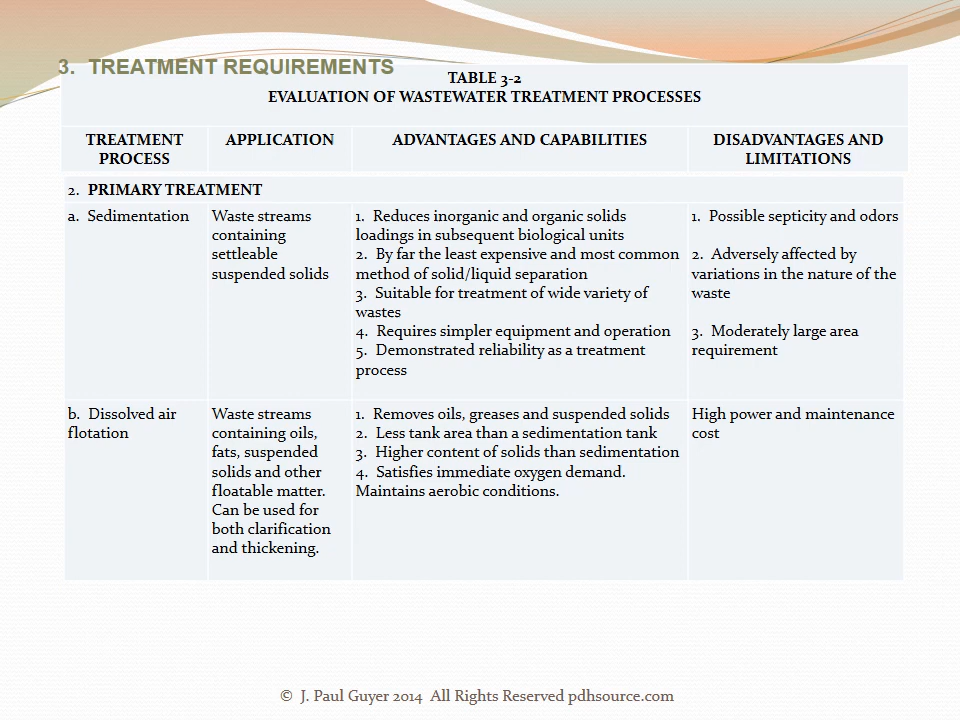 3. TREATMENT REQUIREMENTS
TABLE 3-2
EVALUATION OF WASTEWATER TREATMENT PROCESSES
TREATMENT
PROCESS
APPLICATION
ADVANTAGES AND CAPABILITIES
DISADVANTAGES AND
LIMITATIONS
2. PRIMARY TREATMENT
a. Sedimentation
Waste streams
containing
settleable
suspended solids
1. Reduces inorganic and organic solids
loadings in subsequent biological units
2. By far the least expensive and most common
method of solid/liquid separation
3. Suitable for treatment of wide variety of
wastes
4. Requires simpler equipment and operation
5. Demonstrated reliability as a treatment
process
1. Possible septicity and odors
2. Adversely affected by
variations in the nature of the
waste
3. Moderately large area
requirement
b. Dissolved air
flotation
Waste streams
containing oils,
fats, suspended
solids and other
floatable matter.
Can be used for
both clarification
and thickening.
1. Removes oils, greases and suspended solids
2. Less tank area than a sedimentation tank
3. Higher content of solids than sedimentation
4. Satisfies immediate oxygen demand.
Maintains aerobic conditions.
High power and maintenance
cost
© J. Paul Guyer 2014 All Rights Reserved pdhsource.com